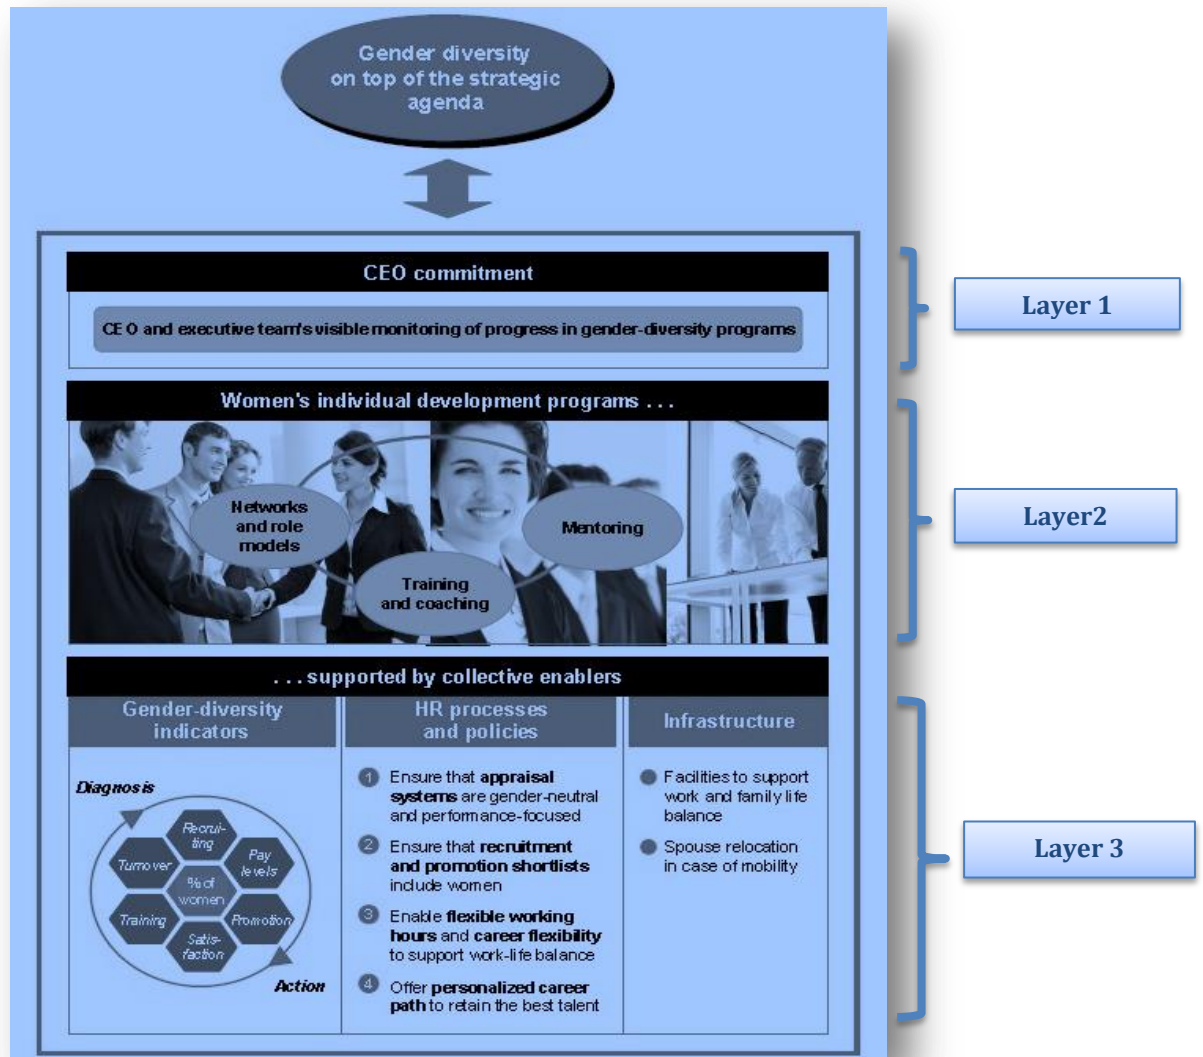 Gender diversity
on top of the strategic
agenda
CEO commitment
Layer 1
CEO and executive team's visible monitoring of progress in gender-diversity programs
Women's individual development programs . . .
Networks
and role
models
Mentoring
Training
and coaching
Layer2
. . . supported by collective enablers
Gender-diversity
indicators
HR processes
and policies
Infrastructure
Diagnosis
Recrui-
ting
Turnover
Pay
levels
% of
women
Training
Promotion
Satis-
faction
Action
1 Ensure that appraisal
systems are gender-neutral
and performance-focused
2 Ensure that recruitment
and promotion shortlists
include women
3 Enable flexible working
hours and career flexibility
to support work-life balance
4 Offer personalized career
path to retain the best talent
Facilities to support
work and family life
balance
Spouse relocation
in case of mobility
Layer 3